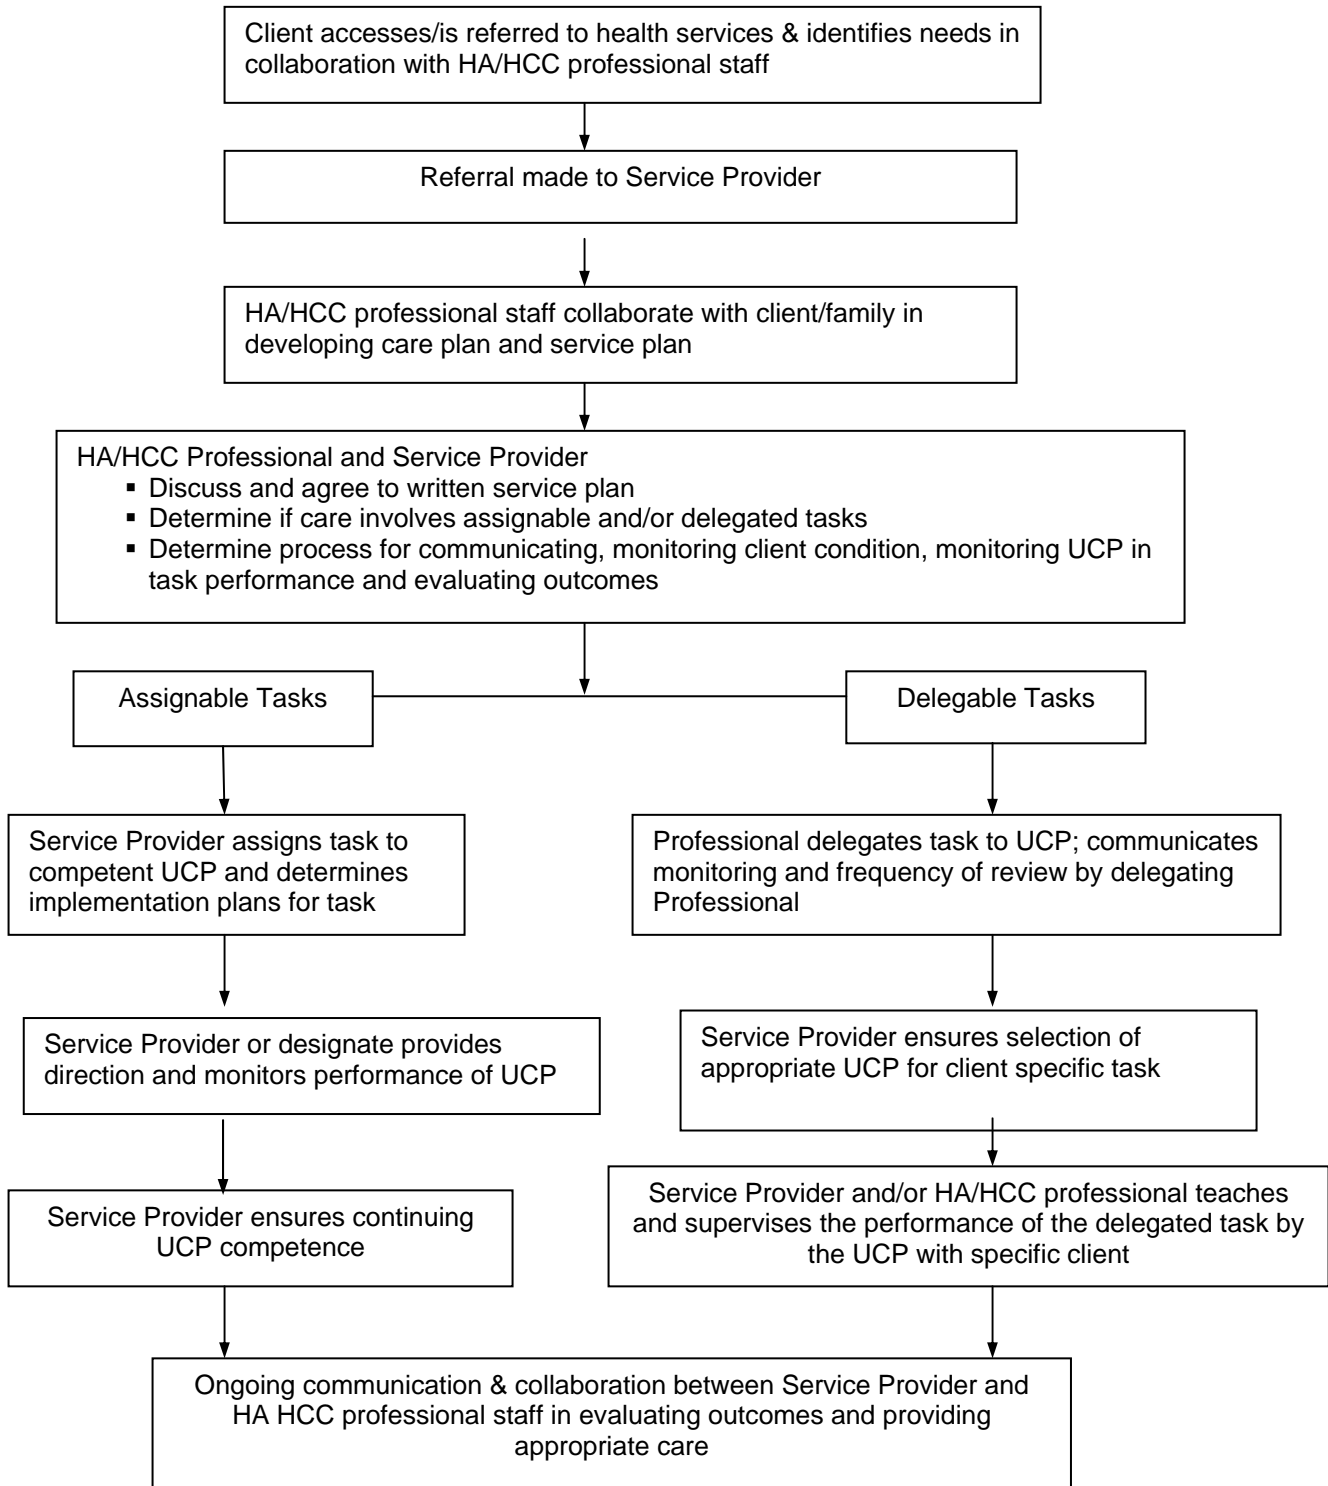 Client accesses/is referred to health services & identifies needs in
collaboration with HA/HCC professional staff
Referral made to Service Provider
HA/HCC professional staff collaborate with client/family in
developing care plan and service plan
HA/HCC Professional and Service Provider
▪ Discuss and agree to written service plan
▪ Determine if care involves assignable and/or delegated tasks
▪ Determine process for communicating, monitoring client condition, monitoring UCP in
task performance and evaluating outcomes
Assignable Tasks
Delegable Tasks
Service Provider assigns task to
competent UCP and determines
implementation plans for task
Professional delegates task to UCP; communicates
monitoring and frequency of review by delegating
Professional
Service Provider or designate provides
direction and monitors performance of UCP
Service Provider ensures selection of
appropriate UCP for client specific task
Service Provider ensures continuing
UCP competence
Service Provider and/or HA/HCC professional teaches
and supervises the performance of the delegated task by
the UCP with specific client
Ongoing communication & collaboration between Service Provider and
HA HCC professional staff in evaluating outcomes and providing
appropriate care